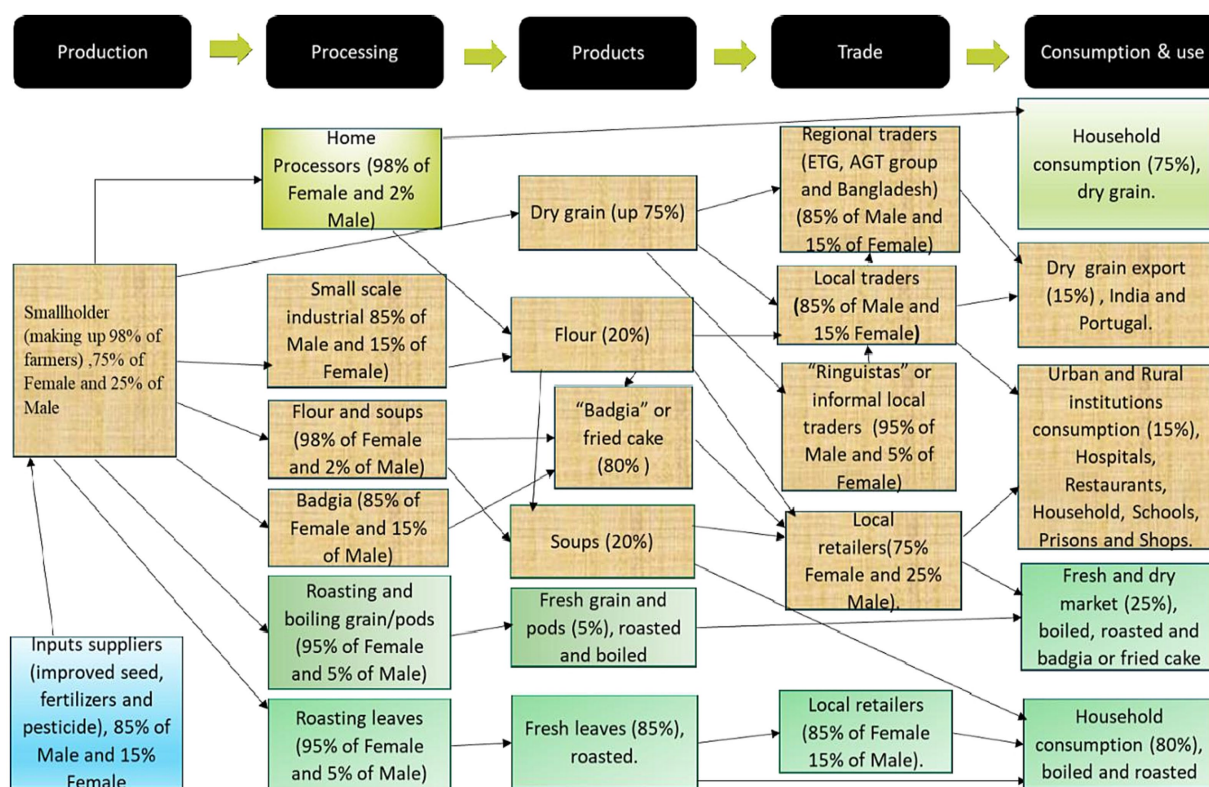 Production
Processing
Products
Trade
Consumption & use
Smallholder
(making up 98% of
farmers) ,75% of
Female and 25% of
Male
Inputs suppliers
(improved seed,
fertilizers and
pesticide), 85% of
Male and 15%
Female
Home
Processors (98% of
Female and 2%
Male)
Small scale
industrial 85% of
Male and 15% of
Female)
Flour and soups
(98% of Female
and 2% of Male)
Badgia (85% of
Female and 15%
of Male)
Roasting and
boiling grain/pods
(95% of Female
and 5% of Male)
Roasting leaves
(95% of Female
and 5% of Male)
Dry grain (up 75%)
Flour (20%)
“Badgia” or
fried cake
(80% )
Soups (20%)
Fresh grain and
pods (5%), roasted
and boiled
Fresh leaves (85%),
roasted.
Regional traders
(ETG, AGT group
and Bangladesh)
(85% of Male and
15% of Female)
Local traders
(85% of Male and
15% Female)
“Ringuistas” or
informal local
traders (95% of
Male and 5% of
Female)
Local
retailers(75%
Female and 25%
Male).
Local retailers
(85% of Female
15% of Male).
Household
consumption (75%),
dry grain.
Dry grain export
(15%) , India and
Portugal.
Urban and Rural
institutions
consumption (15%),
Hospitals,
Restaurants,
Household, Schools,
Prisons and Shops.
Fresh and dry
market (25%),
boiled, roasted and
badgia or fried cake
Household
consumption (80%),
boiled and roasted